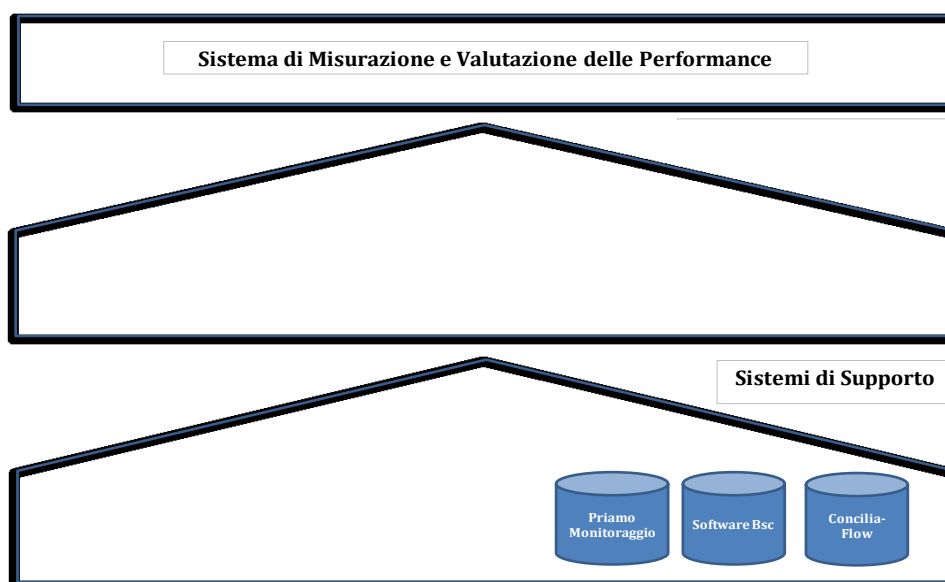 Sistema di Misurazione e Valutazione delle Performance
Sistemi di Supporto
Priamo
Monitoraggio
Software Bsc
Concilia-
Flow